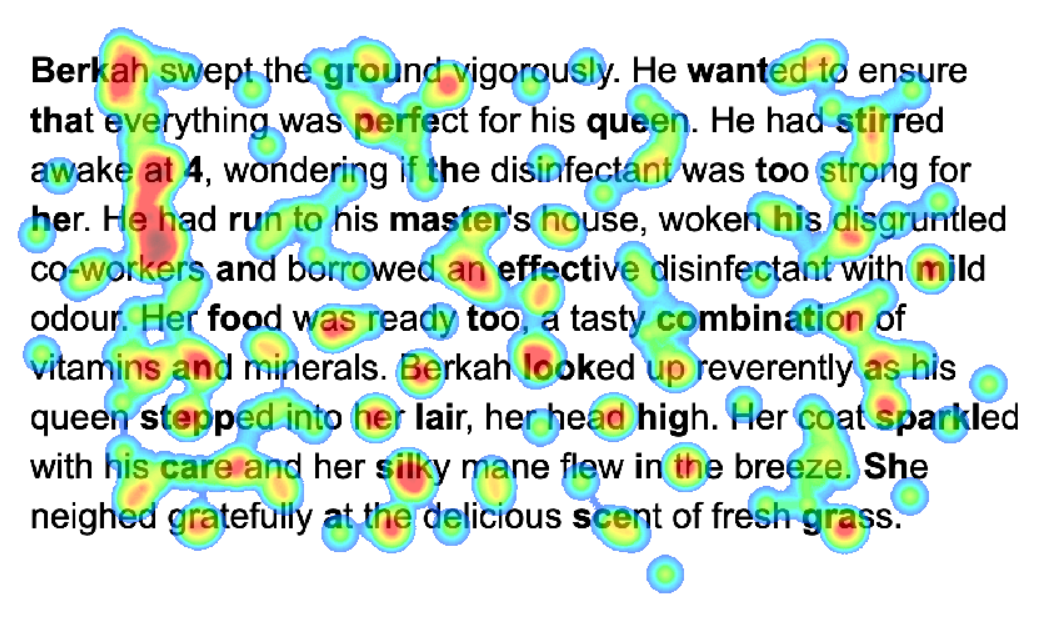 Berkah swept the ground vigorously. He wanted to ensure
that everything was perfect for his queen. He had stirred
awake at 4, wondering if the disinfectant was too strong for
her. He had run to his master's house, woken his disgruntled
co-workers and borrowed an effective disinfectant with mild
odour. Her food was ready too, a tasty combination of
vitamins and minerals. Berkah looked up reverently as his
queen stepped into her lair, her head high. Her coat sparkled
with his care and her silky mane flew in the breeze. She
neighed gratefully at the delicious scent of fresh grass.